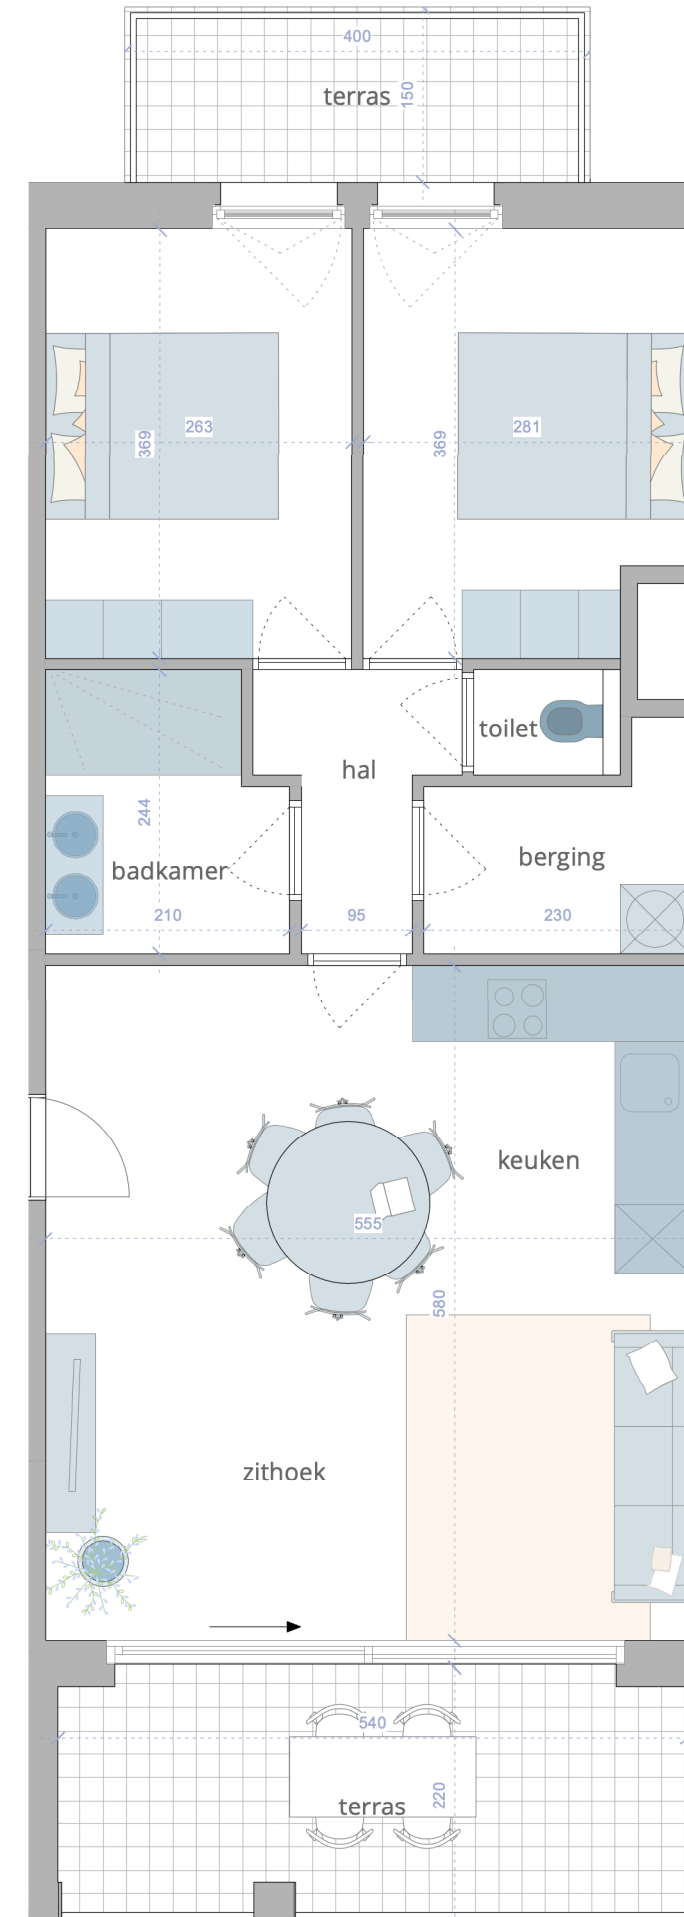 400
terras
150
263
369
281
369
toilet
hal
244
badkamer
berging
210
95
230
keuken
555
580
zithoek
540
220
terras